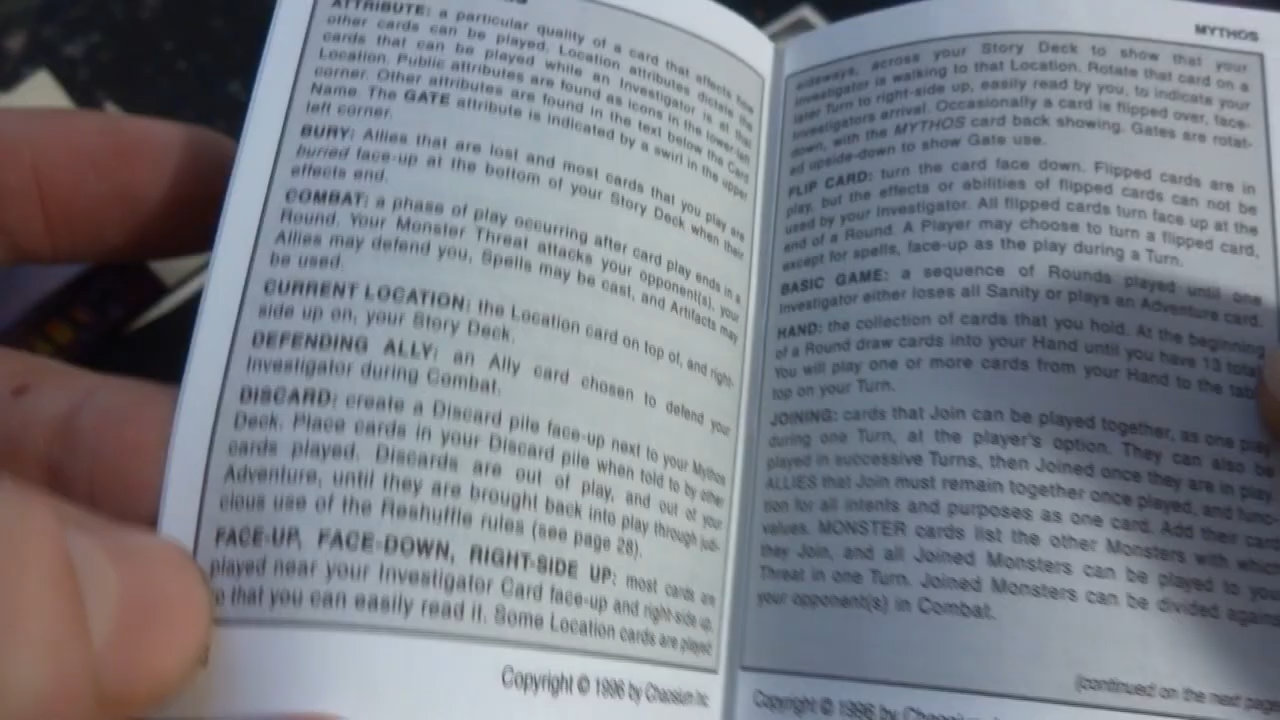 ATTRIBUTE: a particular quality of a card that affects how
other cards can be played. Location attributes dictate the
cards that can be played while an Investigator is at that
Location. Public attributes are found as icons in the lower-left
corner. Other attributes are found in the text below the Card
Name. The GATE attribute is indicated by a swirl in the upper
left corner.
BURY: Allies that are lost and most cards that you play are
buried face-up at the bottom of your Story Deck when their
effects end.
COMBAT: a phase of play occurring after card play ends in a
Round. Your Monster Threat attacks your opponent(s), your
Allies may defend you, Spells may be cast, and Artifacts may
be used.
CURRENT LOCATION: the Location card on top of, and right-
side up on, your Story Deck.
DEFENDING ALLY: an Ally card chosen to defend your
Investigator during Combat.
DISCARD: create a Discard pile face-up next to your Mythos
Deck. Place cards in your Discard pile when told to by other
cards played. Discards are out of play, and out of your
Adventure, until they are brought back into play through judi-
cious use of the Reshuffle rules (see page 28).
FACE-UP, FACE-DOWN, RIGHT-SIDE UP: most cards are
played near your Investigator Card face-up and right-side up,
so that you can easily read it. Some Location cards are played
Copyright © 1996 by Chaosium Inc
MYTHOS
sideways, across your Story Deck to show that your
Investigator is walking to that Location. Rotate that card on a
later Turn to right-side up, easily read by you, to indicate your
Investigators arrival. Occasionally a card is flipped over, face-
down, with the MYTHOS card back showing. Gates are rotat-
ed upside-down to show Gate use.
FLIP CARD: turn the card face down. Flipped cards are in
play, but the effects or abilities of flipped cards can not be
used by your Investigator. All flipped cards turn face up at the
end of a Round. A Player may choose to turn a flipped card,
except for spells, face-up as the play during a Turn.
BASIC GAME: a sequence of Rounds played until one
Investigator either loses all Sanity or plays an Adventure card.
HAND: the collection of cards that you hold. At the beginning
of a Round draw cards into your Hand until you have 13 total
You will play one or more cards from your Hand to the tab
top on your Turn.
JOINING: cards that Join can be played together, as one play
during one Turn, at the player's option. They can also be
played in successive Turns, then Joined once they are in play
ALLIES that Join must remain together once played, and func-
tion for all intents and purposes as one card. Add their card
values. MONSTER cards list the other Monsters with which
they Join, and all Joined Monsters can be played to your
Threat in one Turn. Joined Monsters can be divided against
your opponent(s) in Combat.
(continued on the next page
Copyright © 1996 by Chaosium